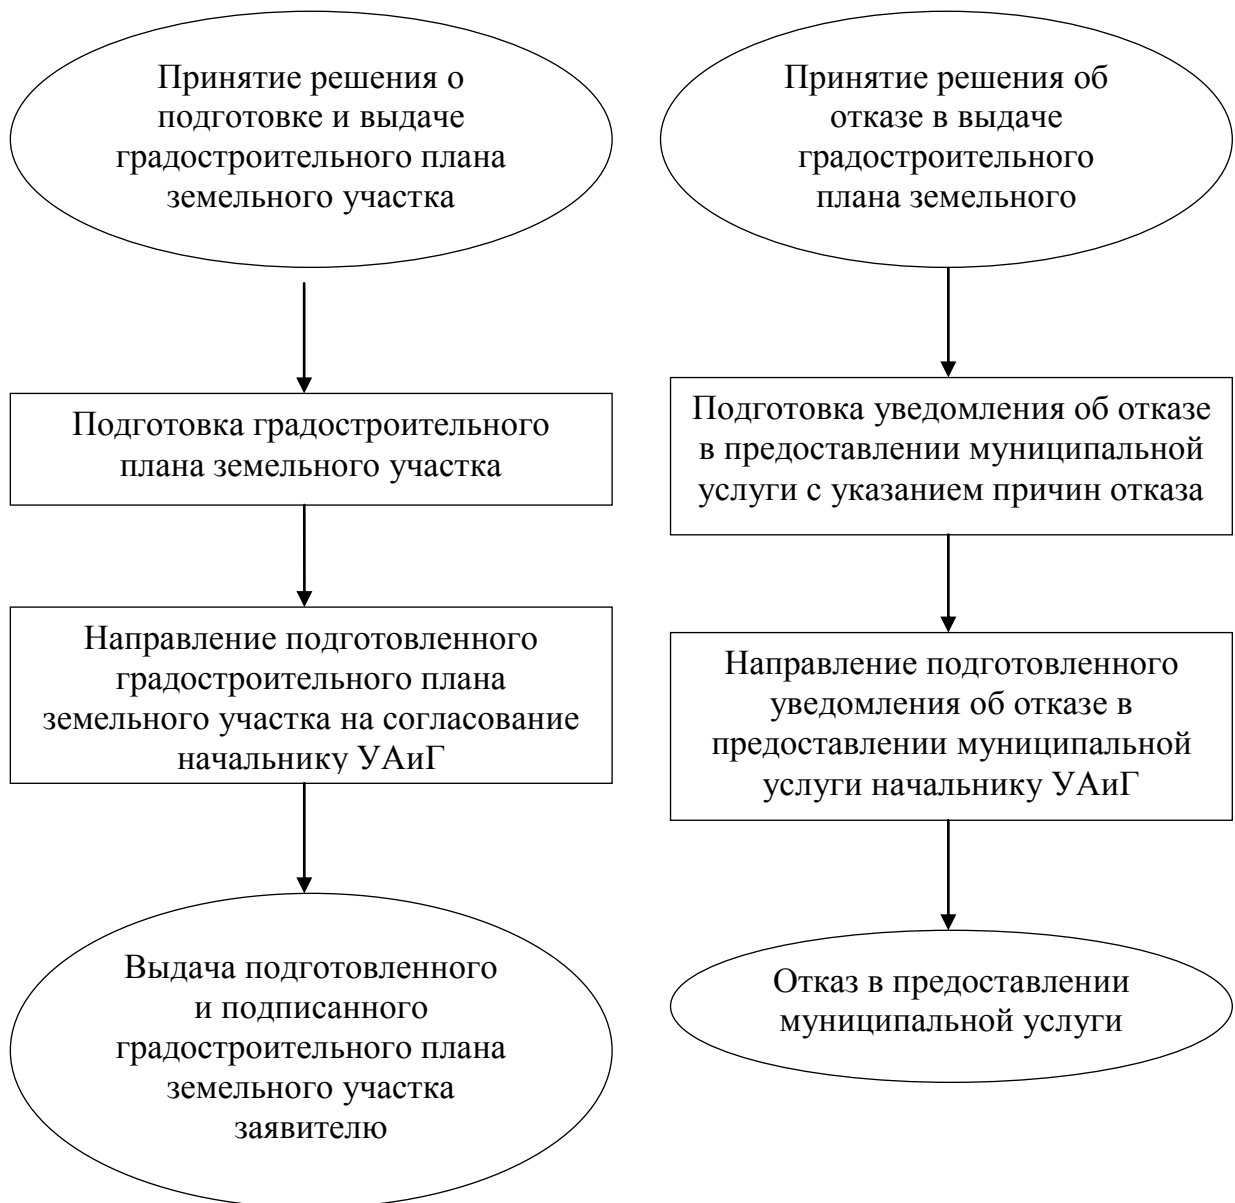 Принятие решения о
подготовке и выдаче
градостроительного плана
земельного участка
Подготовка градостроительного
плана земельного участка
Направление подготовленного
градостроительного плана
земельного участка на согласование
начальнику УАиГ
Выдача подготовленного
и подписанного
градостроительного плана
земельного участка
заявителю
Принятие решения об
отказе в выдаче
градостроительного
плана земельного
Подготовка уведомления об отказе
в предоставлении муниципальной
услуги с указанием причин отказа
Направление подготовленного
уведомления об отказе в
предоставлении муниципальной
услуги начальнику УАиГ
Отказ в предоставлении
муниципальной услуги